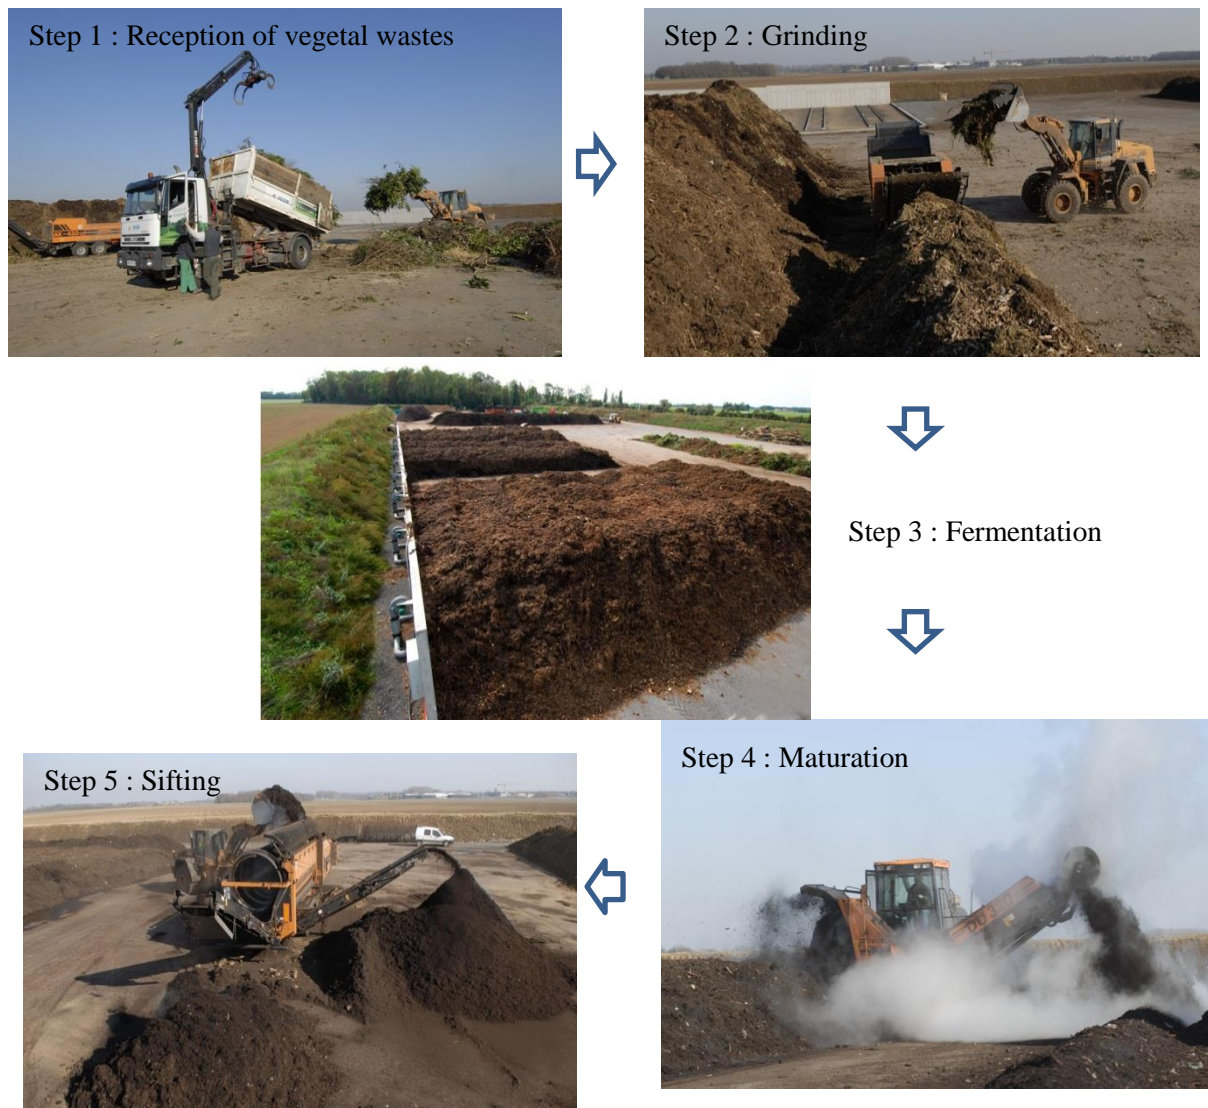 Step 1 : Reception of vegetal wastes
Step 2 : Grinding
Step 3 : Fermentation
Step 4 : Maturation
Step 5 : Sifting